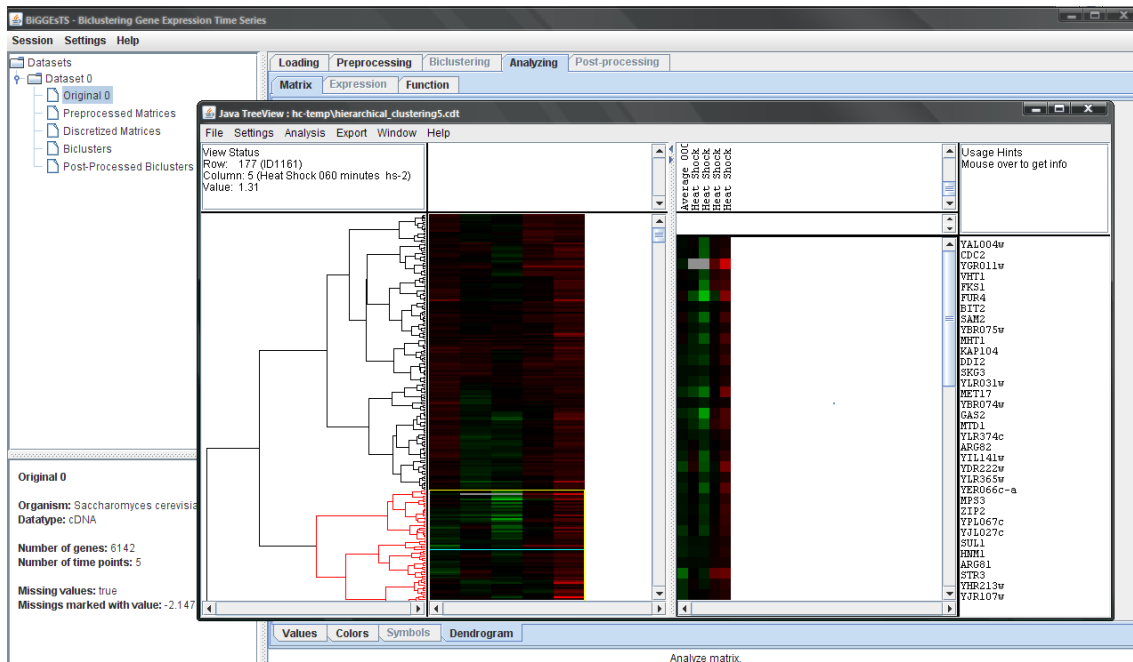 BiGGEsTS - Biclustering Gene Expression Time Series
Session Settings Help
Datasets
Dataset 0
Original 0
Preprocessed Matrices
Discretized Matrices
Biclusters
Post-Processed Biclusters
Loading Preprocessing Biclustering Analyzing Post-processing
Matrix Expression Function
Java TreeView : hc-temp\hierarchical_clustering5.cdt
File Settings Analysis Export Window Help
View Status
Row: 177 (ID1161)
Column: 5 (Heat Shock 060 minutes hs-2)
Value: 1.31
Average 00
Heat Shock
Heat Shock
Heat Shock
Heat Shock
Usage Hints
Mouse over to get info
YAL004w
CDC2
YGR011w
VHT1
FKS1
FUR4
BIT2
SAM2
YBR075w
MHT1
KAP104
DDI2
SKG3
YLR031w
MET17
YBR074w
GAS2
MTD1
YLR374c
ARG82
YIL141w
YDR222w
YLR365w
YER066c-a
MPS3
ZIP2
YPL067c
YJL027c
SUL1
HNM1
ARG81
STR3
YHR213w
YJR107w
Original 0
Organism: Saccharomyces cerevisia
Datatype: cDNA
Number of genes: 6142
Number of time points: 5
Missing values: true
Missings marked with value: -2.147
Values Colors Symbols Dendrogram
Analyze matrix.